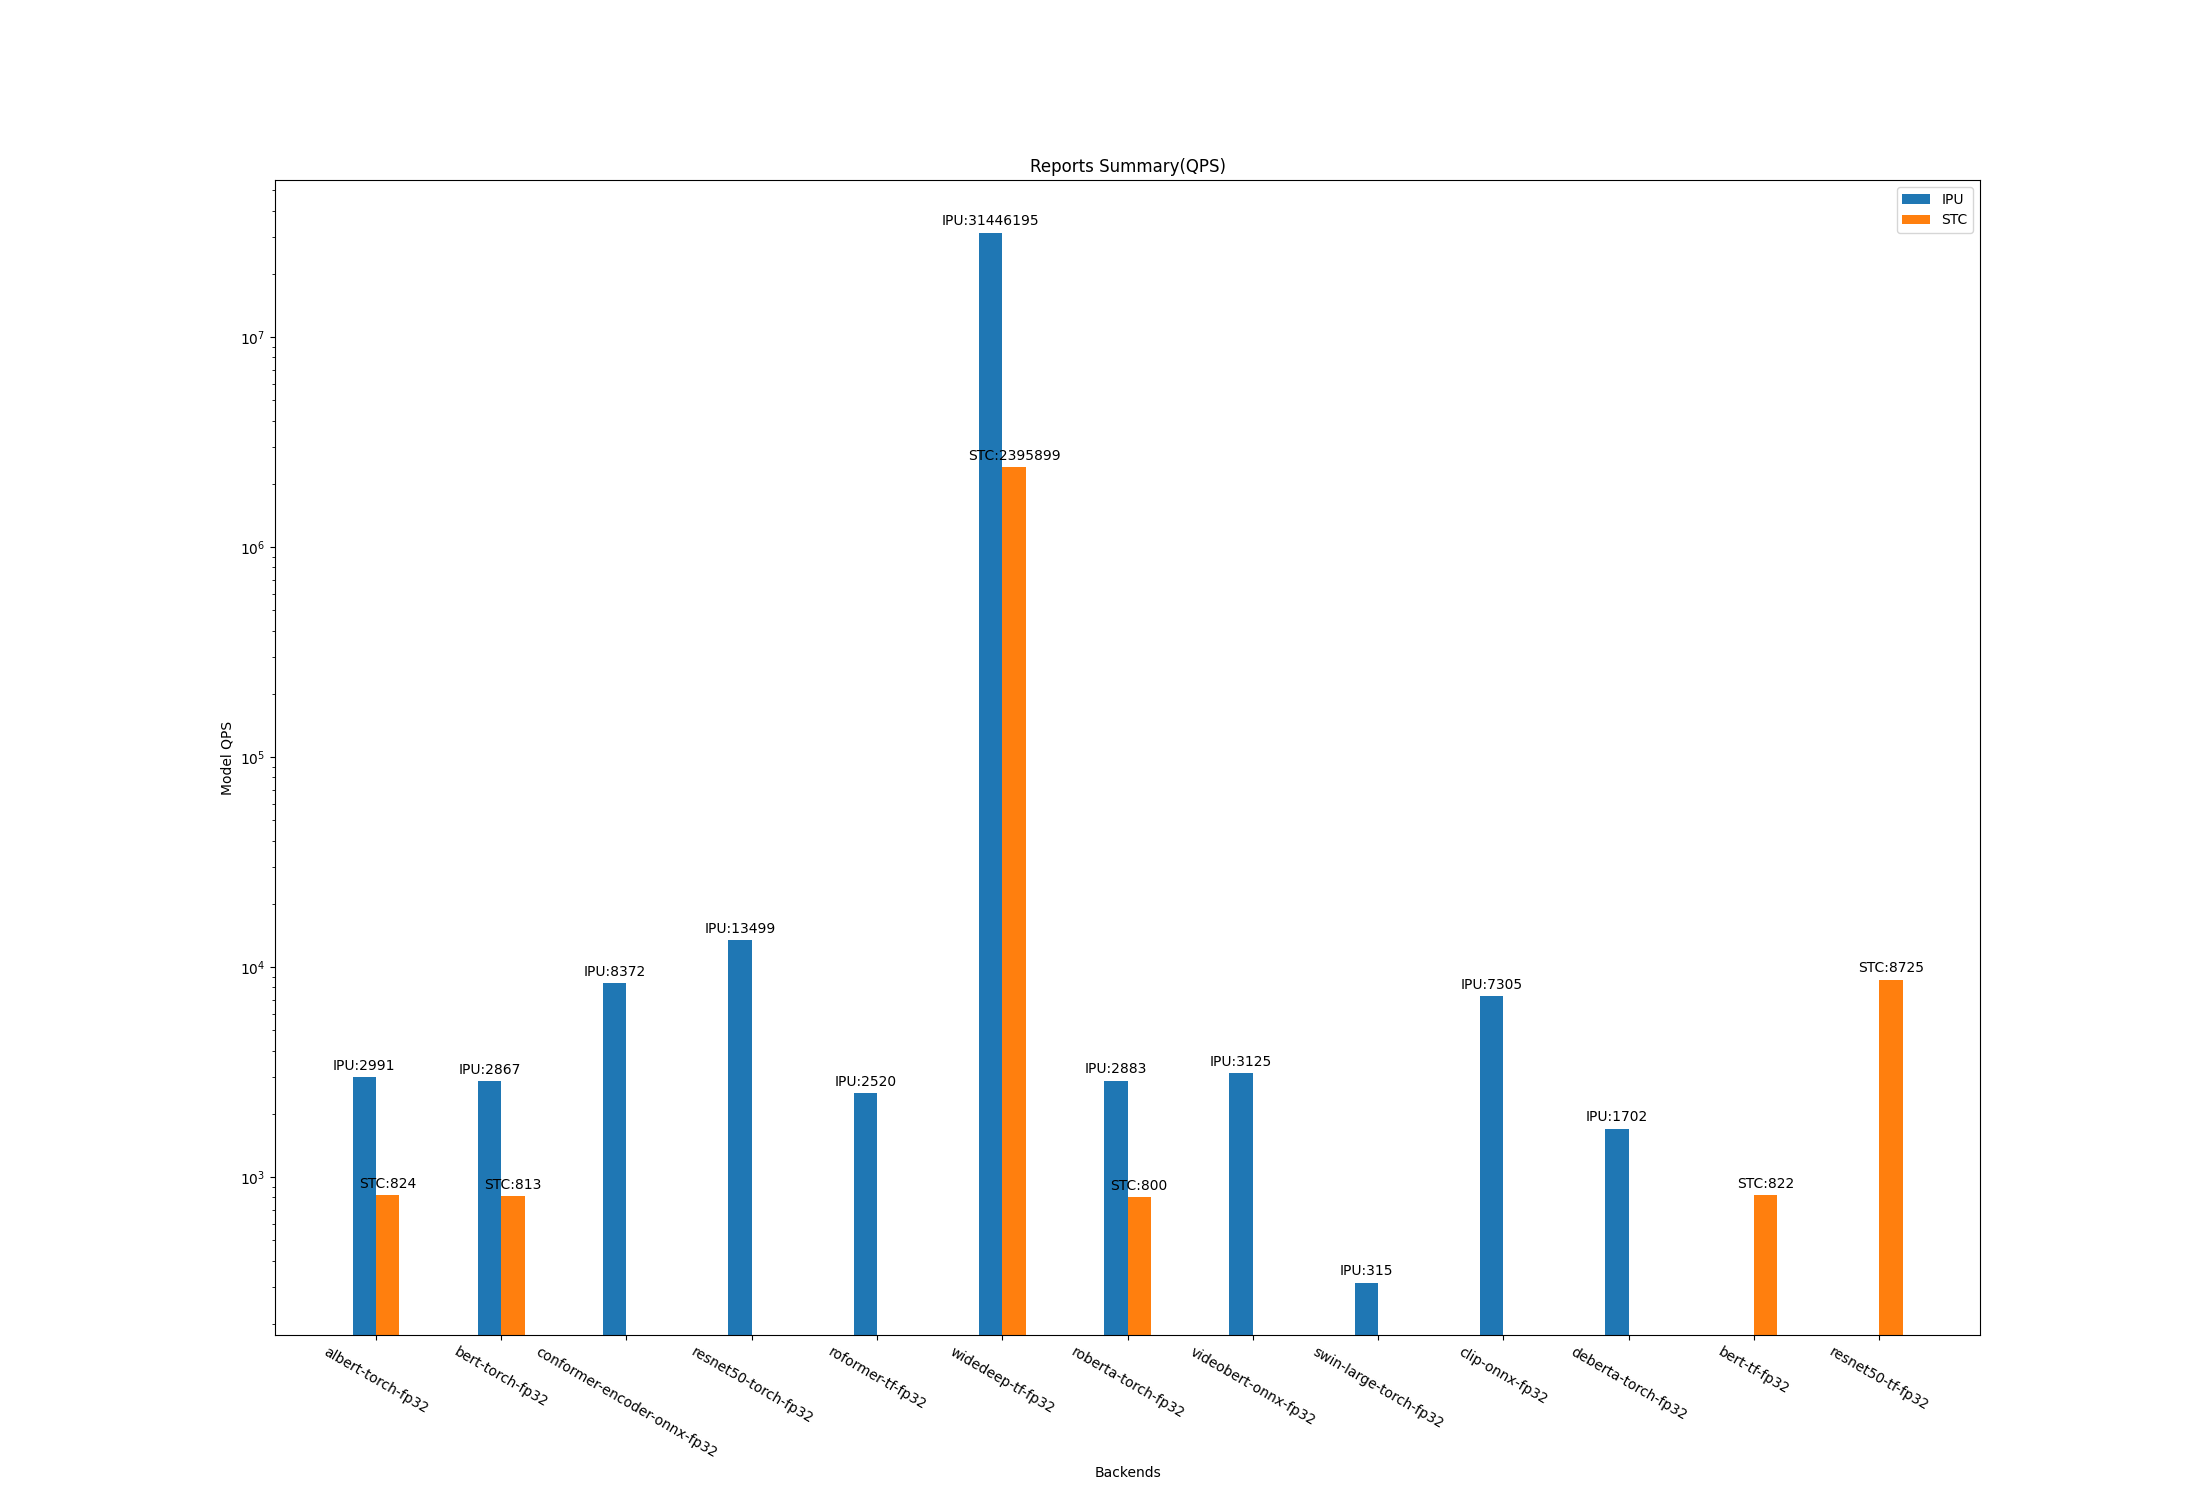 Reports Summary(QPS)
IPU
STC
Model QPS
10^7
10^6
10^5
10^4
10^3
IPU:2991
STC:824
IPU:2867
STC:813
IPU:8372
IPU:13499
IPU:2520
IPU:31446195
STC:2395899
IPU:2883
STC:800
IPU:3125
IPU:315
IPU:7305
IPU:1702
STC:822
STC:8725
albert-torch-fp32
bert-torch-fp32
conformer-encoder-onnx-fp32
resnet50-torch-fp32
roformer-tf-fp32
widedeep-tf-fp32
roberta-torch-fp32
videobert-onnx-fp32
swin-large-torch-fp32
clip-onnx-fp32
deberta-torch-fp32
bert-tf-fp32
resnet50-tf-fp32
Backends